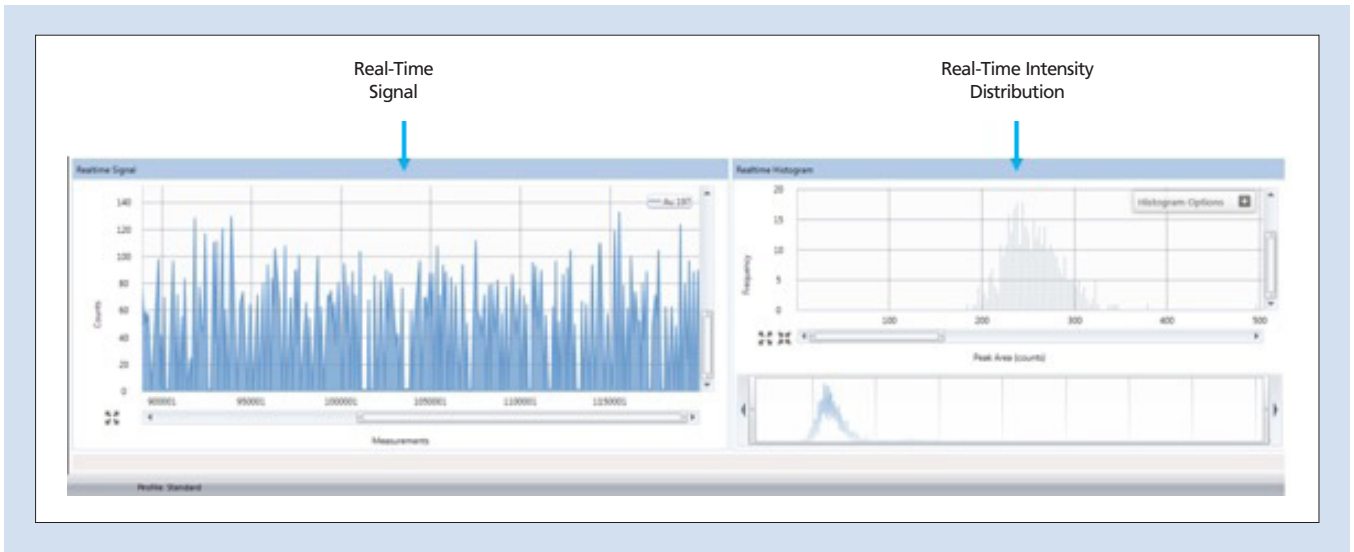 Real-Time
Signal
Real-Time Intensity
Distribution
Realtime Signal
Realtime Histogram
140
120
100
80
60
40
20
0
Counts
Au 197
900001
950001
1000001
1050001
1100001
1150001
Measurements
20
15
10
5
0
Frequency
Histogram Options
100
200
300
400
500
Peak Area (counts)
Profile: Standard